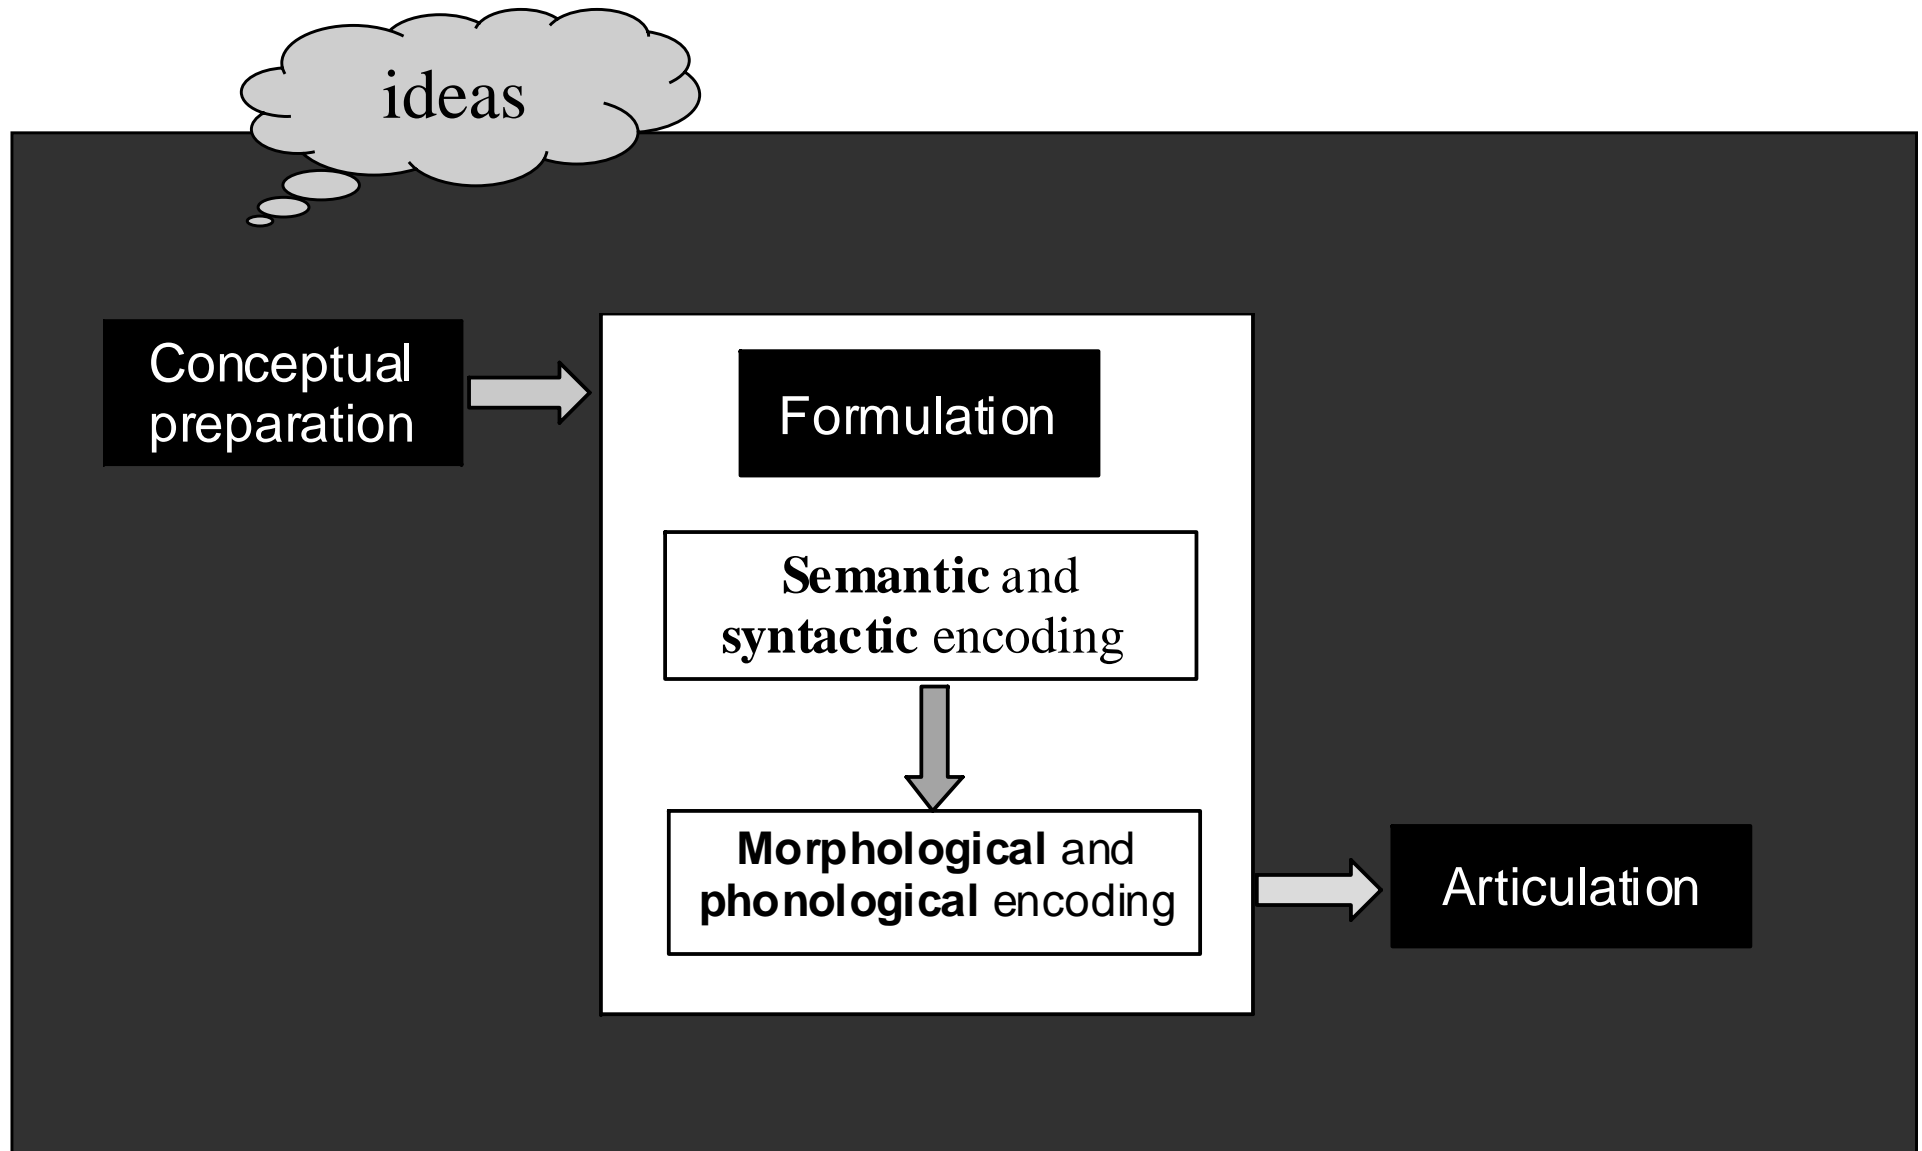 ideas
Conceptual
preparation
Formulation
Semantic and
syntactic encoding
Morphological and
phonological encoding
Articulation